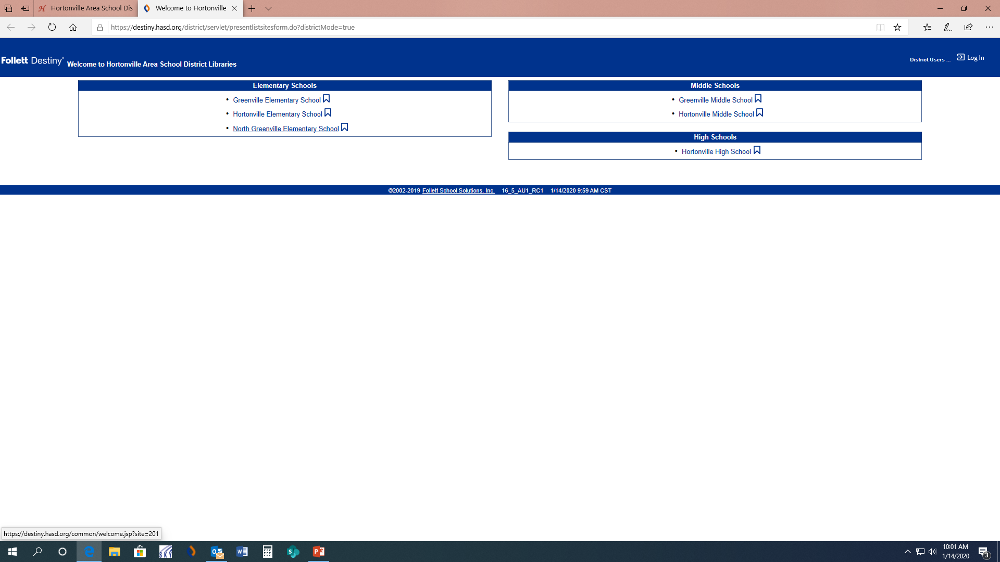 Hortonville Area School Dis
Welcome to Hortonville
https://destiny.hasd.org/district/servlet/presentlistsitesform.do?districtMode=true
Follett Destiny® Welcome to Hortonville Area School District Libraries
District Users ... Log In
Elementary Schools
• Greenville Elementary School
• Hortonville Elementary School
• North Greenville Elementary School
Middle Schools
• Greenville Middle School
• Hortonville Middle School
High Schools
• Hortonville High School
©2002-2019 Follett School Solutions, Inc. 16_5_AU1_RC1 1/14/2020 9:59 AM CST
https://destiny.hasd.org/common/welcome.jsp?site=201
SKY
10:01 AM
1/14/2020
3